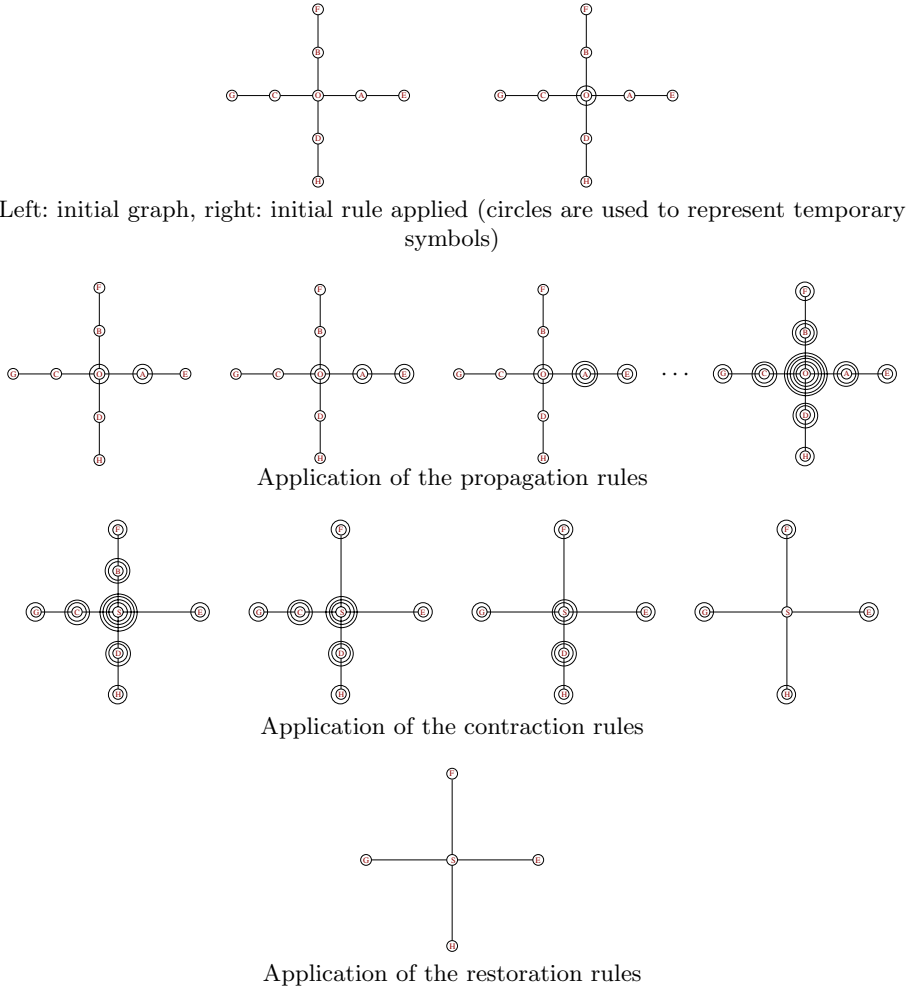 F F
B B
G C O A E G C O A E
D D
H H
Left: initial graph, right: initial rule applied (circles are used to represent temporary
symbols)
F F F F
B B B B
G C O A E G C O A E G C O A E ... G C O A E
D D D D
H H H H
Application of the propagation rules
F F F F
B
G C S E G C S E G S E G S E
D D D
H H H H
Application of the contraction rules
F
G S E
H
Application of the restoration rules